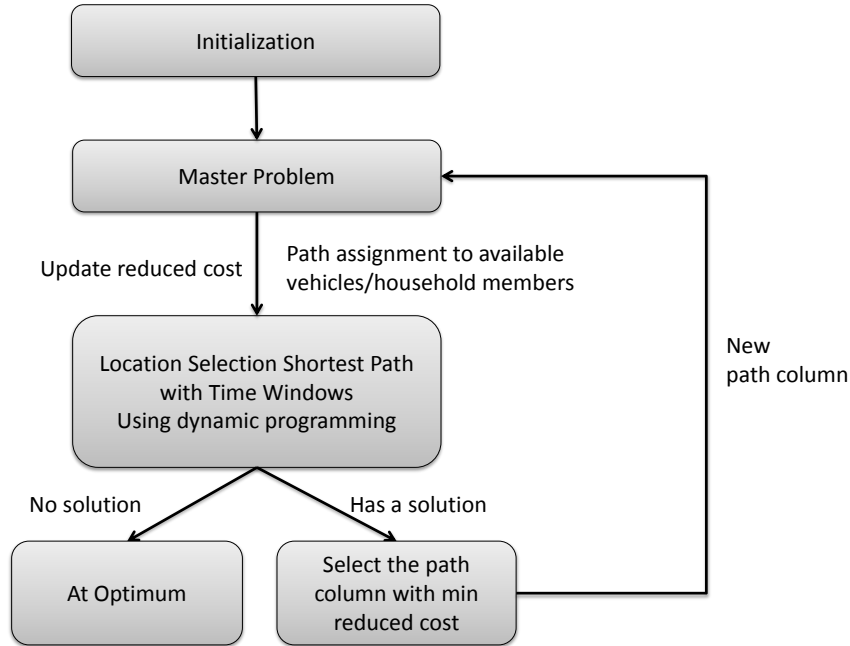 Initialization
Master Problem
Update reduced cost
Path assignment to available
vehicles/household members
Location Selection Shortest Path
with Time Windows
Using dynamic programming
New
path column
No solution
Has a solution
At Optimum
Select the path
column with min
reduced cost